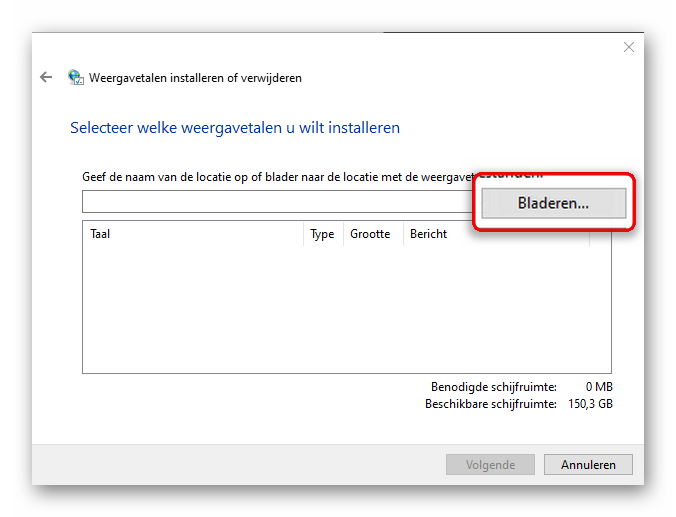 Weergavetalen installeren of verwijderen
Selecteer welke weergavetalen u wilt installeren
Geef de naam van de locatie op of blader naar de locatie met de
Bladeren...
Taal Type Grootte Bericht
Benodigde schijfruimte: 0 MB
Beschikbare schijfruimte: 150,3 GB
Volgende Annuleren